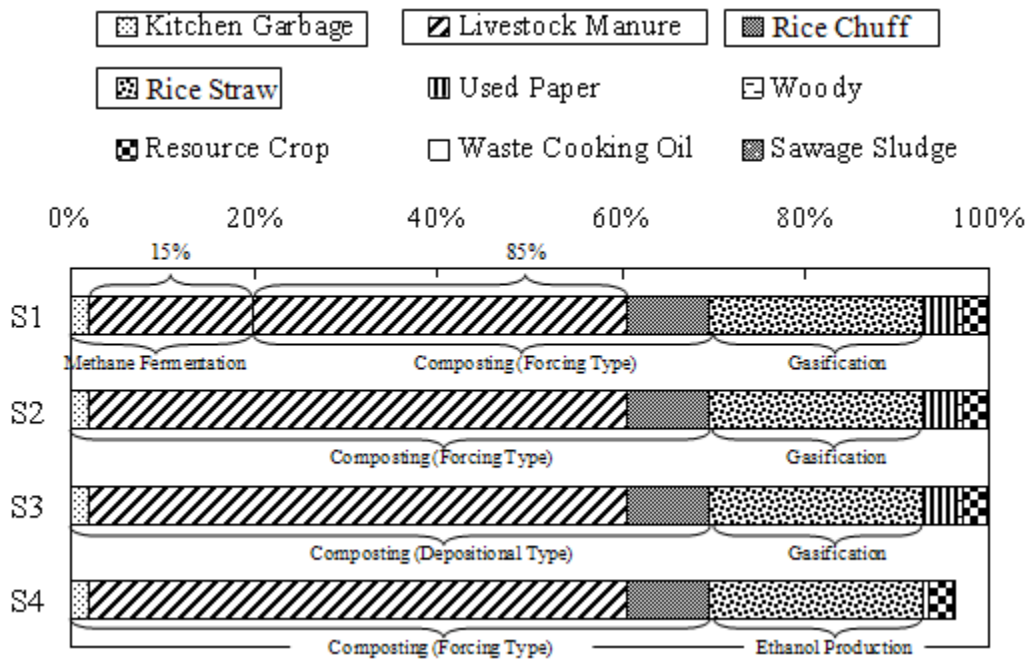 Kitchen Garbage Livestock Manure Rice Chuff
Rice Straw Used Paper Woody
Resource Crop Waste Cooking Oil Sawage Sludge
0% 20% 40% 60% 80% 100%
15% 85%
S1
Methane Fermentation Composting (Forcing Type) Gasification
S2
Composting (Forcing Type) Gasification
S3
Composting (Depositional Type) Gasification
S4
Composting (Forcing Type) Ethanol Production